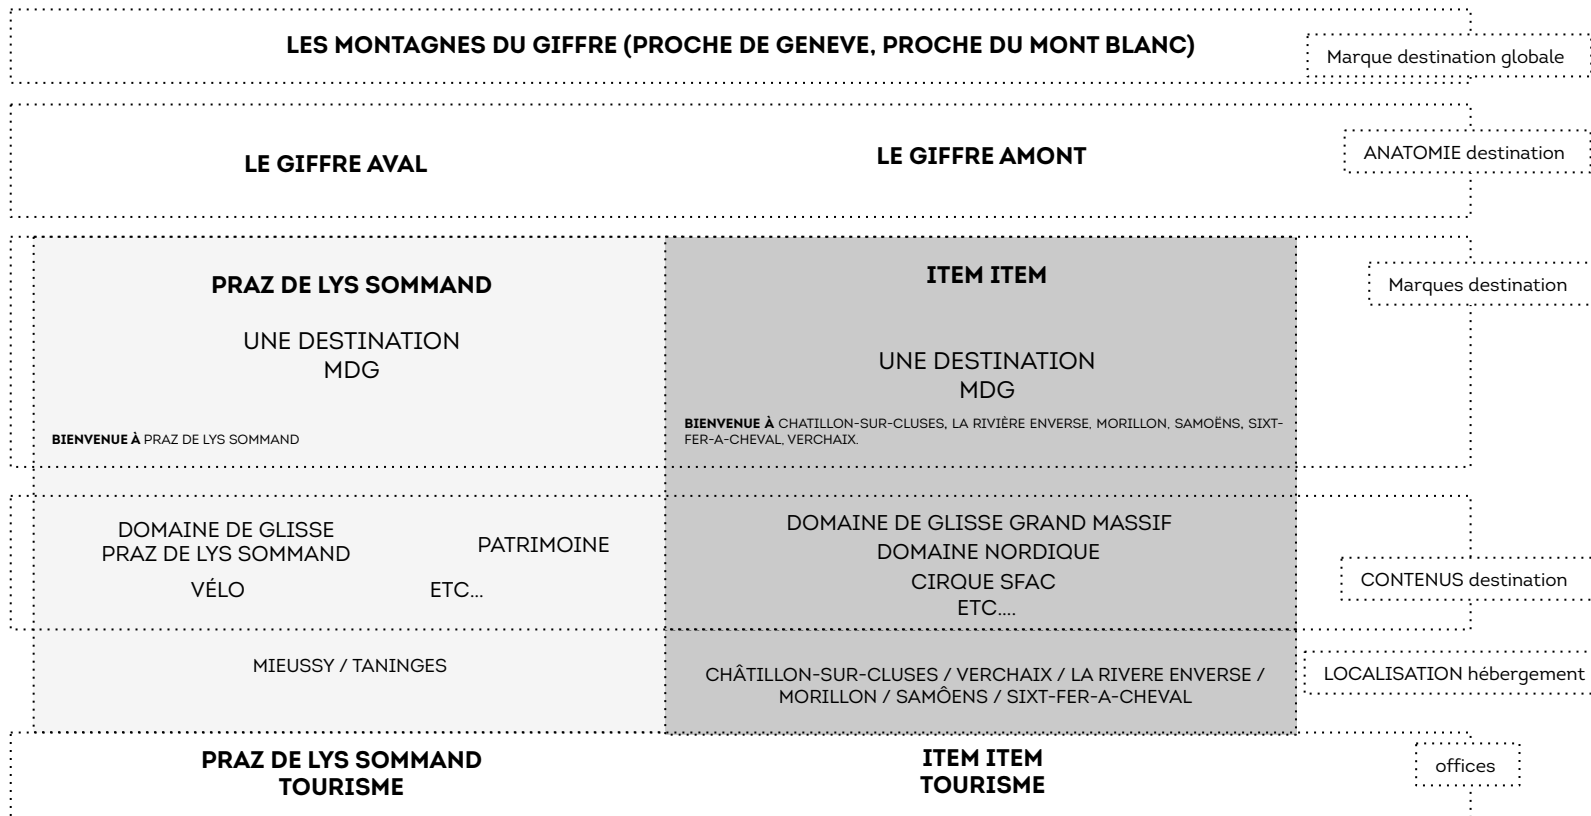 LES MONTAGNES DU GIFFRE (PROCHE DE GENEVE, PROCHE DU MONT BLANC)
Marque destination globale
LE GIFFRE AVAL
LE GIFFRE AMONT
ANATOMIE destination
PRAZ DE LYS SOMMAND
UNE DESTINATION
MDG
BIENVENUE À PRAZ DE LYS SOMMAND
ITEM ITEM
UNE DESTINATION
MDG
BIENVENUE À CHATILLON-SUR-CLUSES, LA RIVIÈRE ENVERSE, MORILLON, SAMOËNS, SIXT-
FER-A-CHEVAL, VERCHAIX.
Marques destination
DOMAINE DE GLISSE
PRAZ DE LYS SOMMAND
PATRIMOINE
VÉLO
ETC...
DOMAINE DE GLISSE GRAND MASSIF
DOMAINE NORDIQUE
CIRQUE SFAC
ETC....
CONTENUS destination
MIEUSSY / TANINGES
CHÂTILLON-SUR-CLUSES / VERCHAIX / LA RIVERE ENVERSE /
MORILLON / SAMÔENS / SIXT-FER-A-CHEVAL
LOCALISATION hébergement
PRAZ DE LYS SOMMAND
TOURISME
ITEM ITEM
TOURISME
offices